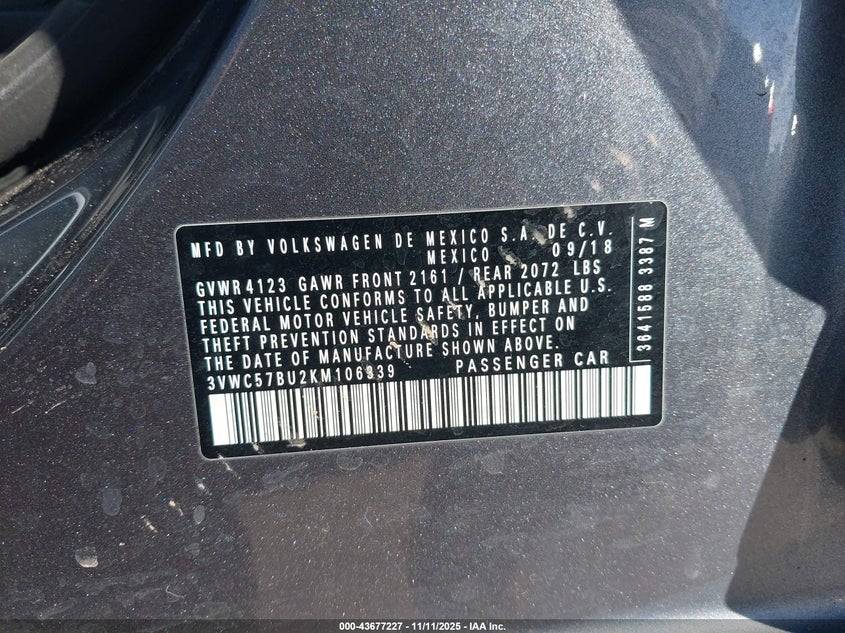 MFD BY VOLKSWAGEN DE MEXICO S.A. DE C.V.
MEXICO 09/18
GVWR 4123 GAWR FRONT 2161 / REAR 2072 LBS
THIS VEHICLE CONFORMS TO ALL APPLICABLE U.S.
FEDERAL MOTOR VEHICLE SAFETY, BUMPER AND
THEFT PREVENTION STANDARDS IN EFFECT ON
THE DATE OF MANUFACTURE SHOWN ABOVE.
3VWC57BU2KM106339 PASSENGER CAR
3641588 3387 M
000-43677227 - 11/11/2025 - IAA Inc.